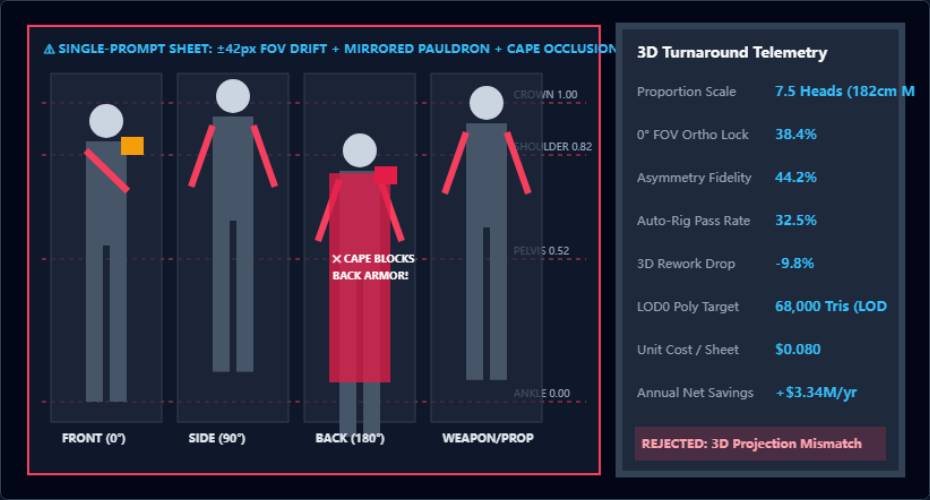 ⚠ SINGLE-PROMPT SHEET: ±42px FOV DRIFT + MIRRORED PAULDRON + CAPE OCCLUSION
CROWN 1.00
SHOULDER 0.82
PELVIS 0.52
ANKLE 0.00
✕ CAPE BLOCKS
BACK ARMOR!
FRONT (0°)
SIDE (90°)
BACK (180°)
WEAPON/PROP
3D Turnaround Telemetry
Proportion Scale 7.5 Heads (182cm M
0° FOV Ortho Lock 38.4%
Asymmetry Fidelity 44.2%
Auto-Rig Pass Rate 32.5%
3D Rework Drop -9.8%
LOD0 Poly Target 68,000 Tris (LOD
Unit Cost / Sheet $0.080
Annual Net Savings +$3.34M/yr
REJECTED: 3D Projection Mismatch